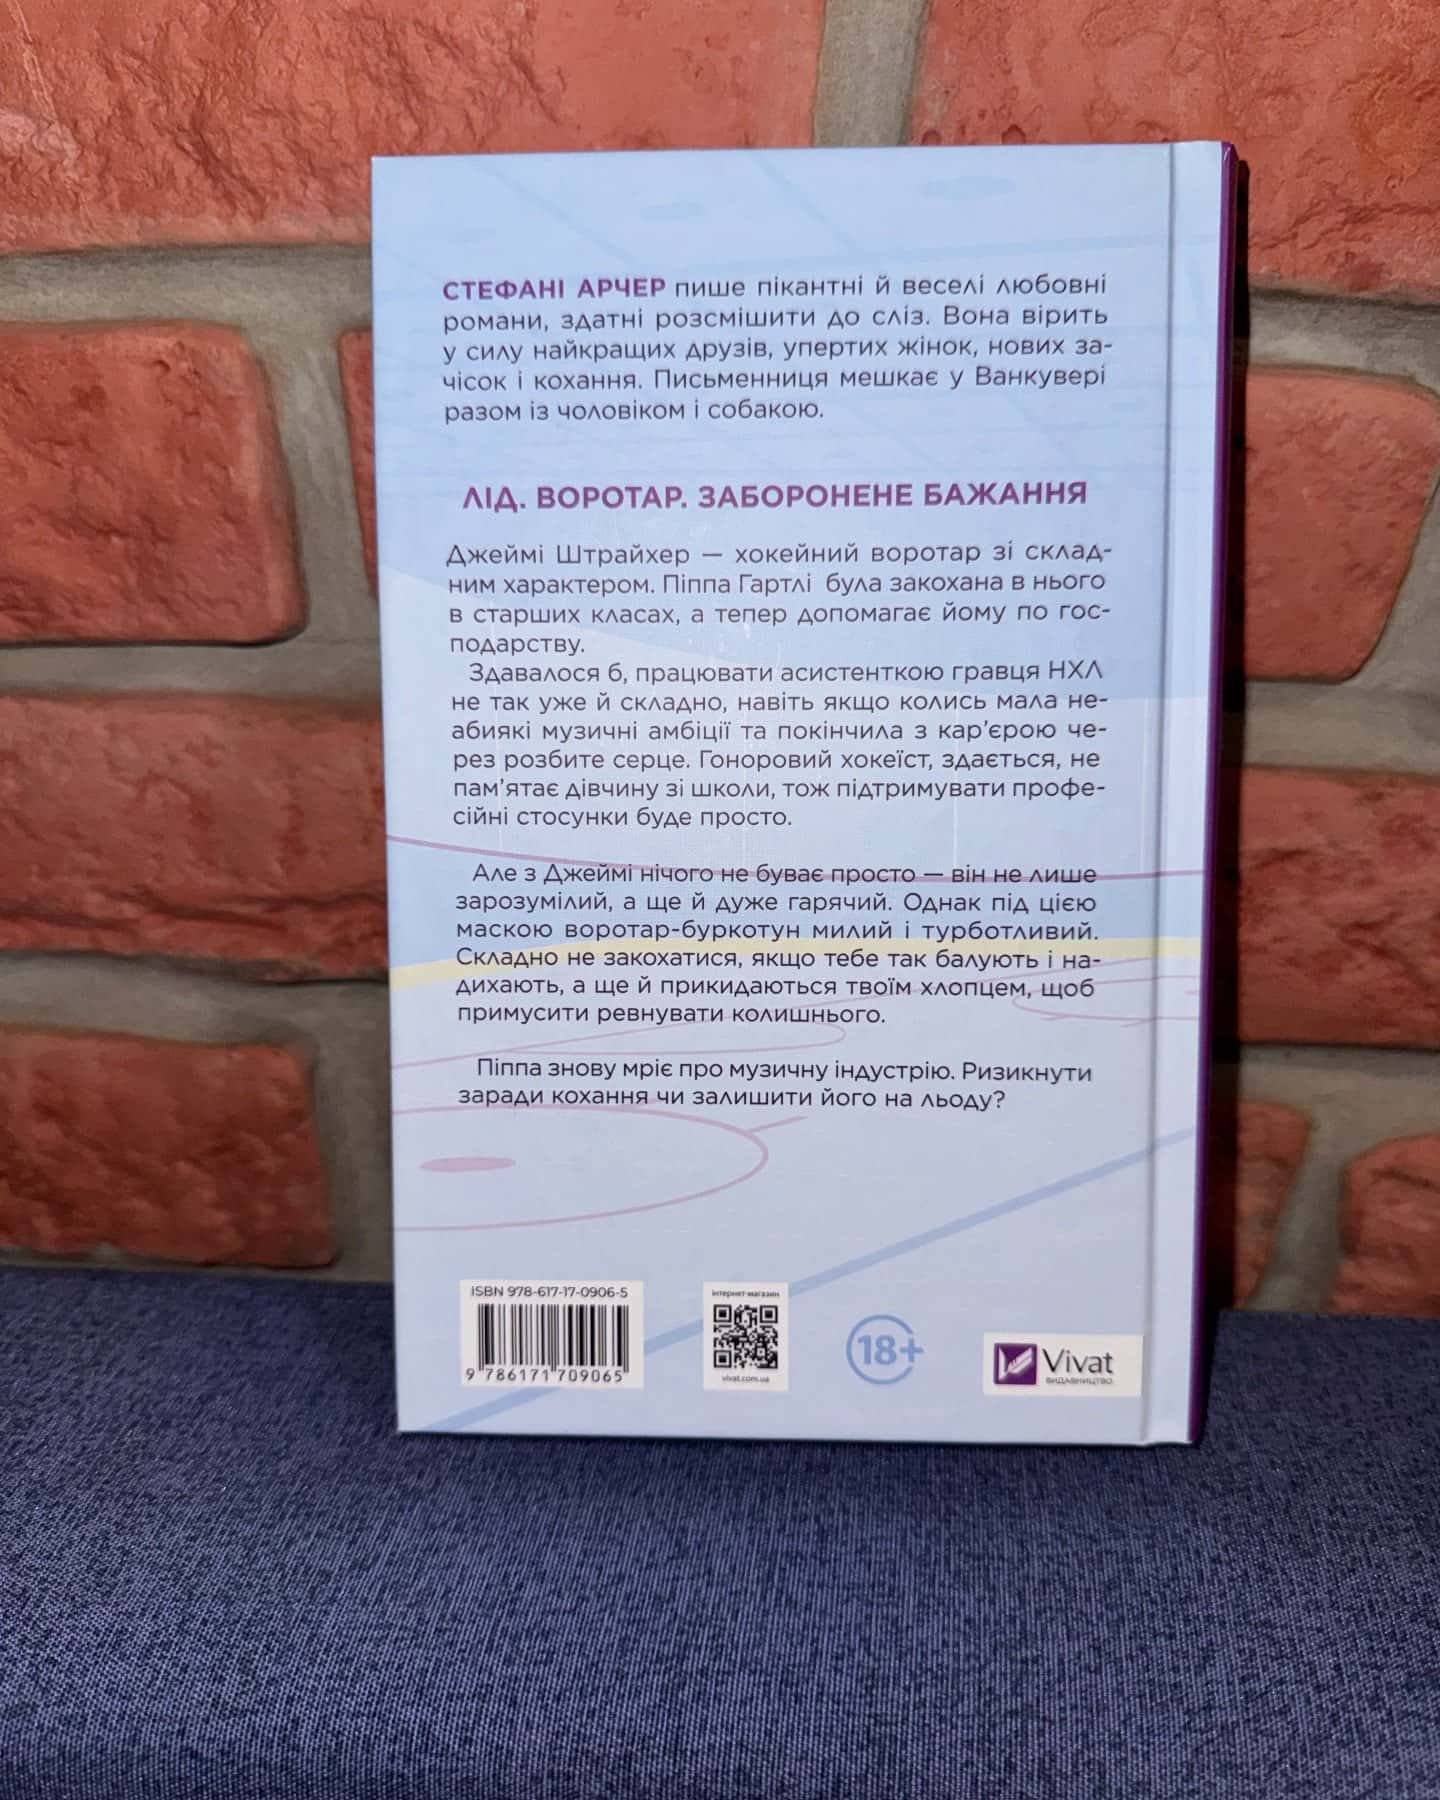 СТЕФАНІ АРЧЕР пише пікантні й веселі любовні
романи, здатні розсмішити до сліз. Вона вірить
у силу найкращих друзів, упертих жінок, нових за-
чісок і кохання. Письменниця мешкає у Ванкувері
разом із чоловіком і собакою.
ЛІД. ВОРОТАР. ЗАБОРОНЕНЕ БАЖАННЯ
Джеймі Штрайхер — хокейний воротар зі склад-
ним характером. Піппа Гартлі була закохана в нього
в старших класах, а тепер допомагає йому по гос-
подарству.
Здавалося б, працювати асистенткою гравця НХЛ
не так уже й складно, навіть якщо колись мала не-
абиякі музичні амбіції та покінчила з кар’єрою че-
рез розбите серце. Гоноровий хокеїст, здається, не
пам’ятає дівчину зі школи, тож підтримувати профе-
сійні стосунки буде просто.
Але з Джеймі нічого не буває просто — він не лише
зарозумілий, а ще й дуже гарячий. Однак під цією
маскою воротар-буркотун милий і турботливий.
Складно не закохатися, якщо тебе так балують і на-
дихають, а ще й прикидаються твоїм хлопцем, щоб
примусити ревнувати колишнього.
Піппа знову мріє про музичну індустрію. Ризикнути
заради кохання чи залишити його на льоду?
ISBN 978-617-17-0906-5
9 786171 709065
інтернет-магазин
vivat.com.ua
18+
Vivat
ВИДАВНИЦТВО